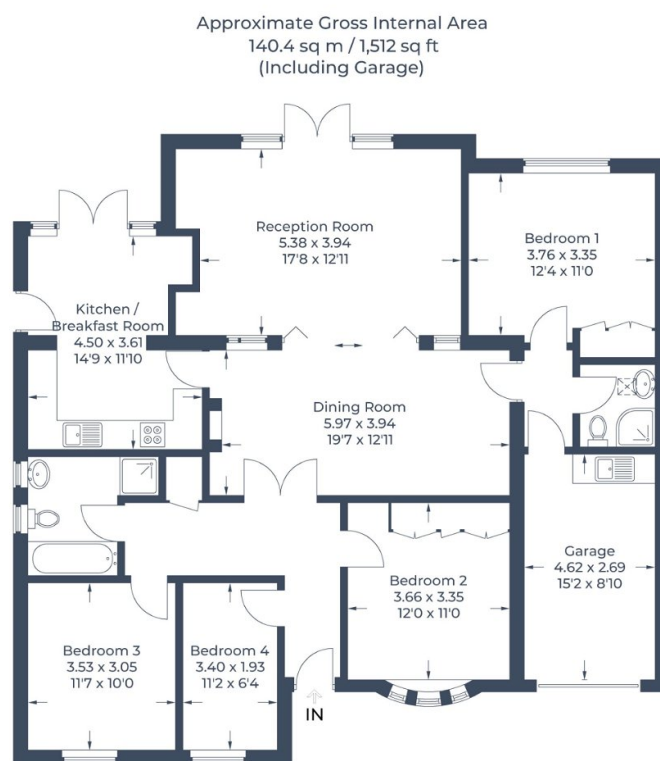 Approximate Gross Internal Area
140.4 sq m / 1,512 sq ft
(Including Garage)
Reception Room
5.38 x 3.94
17'8 x 12'11
Bedroom 1
3.76 x 3.35
12'4 x 11'0
Kitchen /
Breakfast Room
4.50 x 3.61
14'9 x 11'10
Dining Room
5.97 x 3.94
19'7 x 12'11
Garage
4.62 x 2.69
15'2 x 8'10
Bedroom 2
3.66 x 3.35
12'0 x 11'0
Bedroom 3
3.53 x 3.05
11'7 x 10'0
Bedroom 4
3.40 x 1.93
11'2 x 6'4
IN